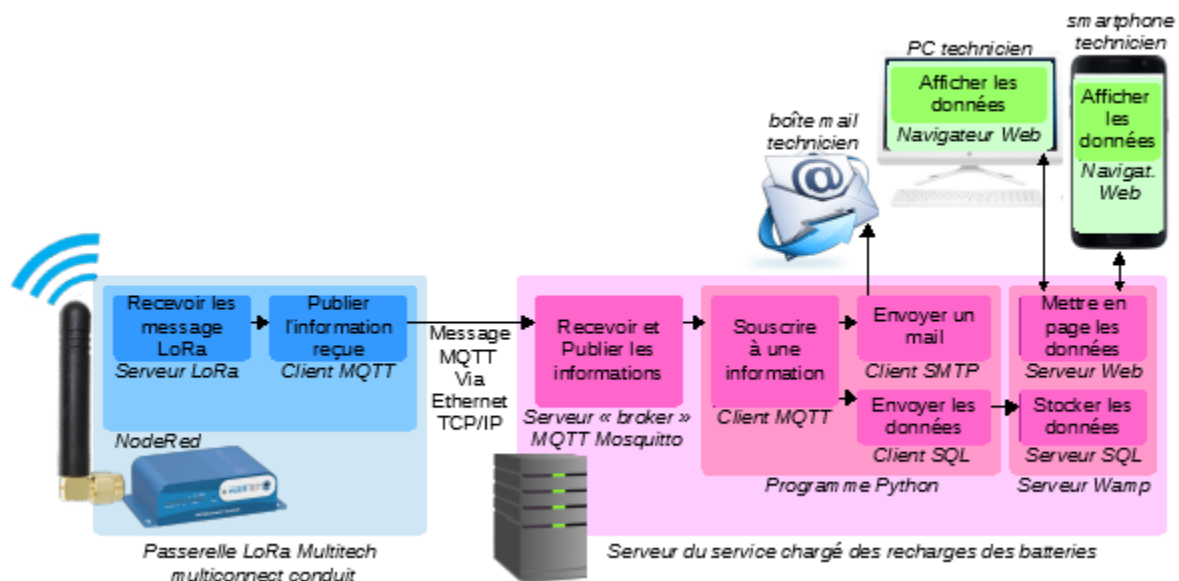 smartphone
technicien
PC technicien
Afficher les
données
Navigateur Web
Afficher
les
données
Navigat.
Web
boîte mail
technicien
@
Recevoir les
message
LoRa
Serveur LoRa
Publier
l'information
reçue
Client MQTT
NodeRed
Message
MQTT
Via
Ethernet
TCP/IP
Recevoir et
Publier les
informations
Serveur « broker »
MQTT Mosquitto
Souscrire
à une
information
Client MQTT
Envoyer un
mail
Client SMTP
Envoyer les
données
Client SQL
Programme Python
Mettre en
page les
données
Serveur Web
Stocker les
données
Serveur SQL
Serveur Wamp
Passerelle LoRa Multitech
multiconnect conduit
Serveur du service chargé des recharges des batteries